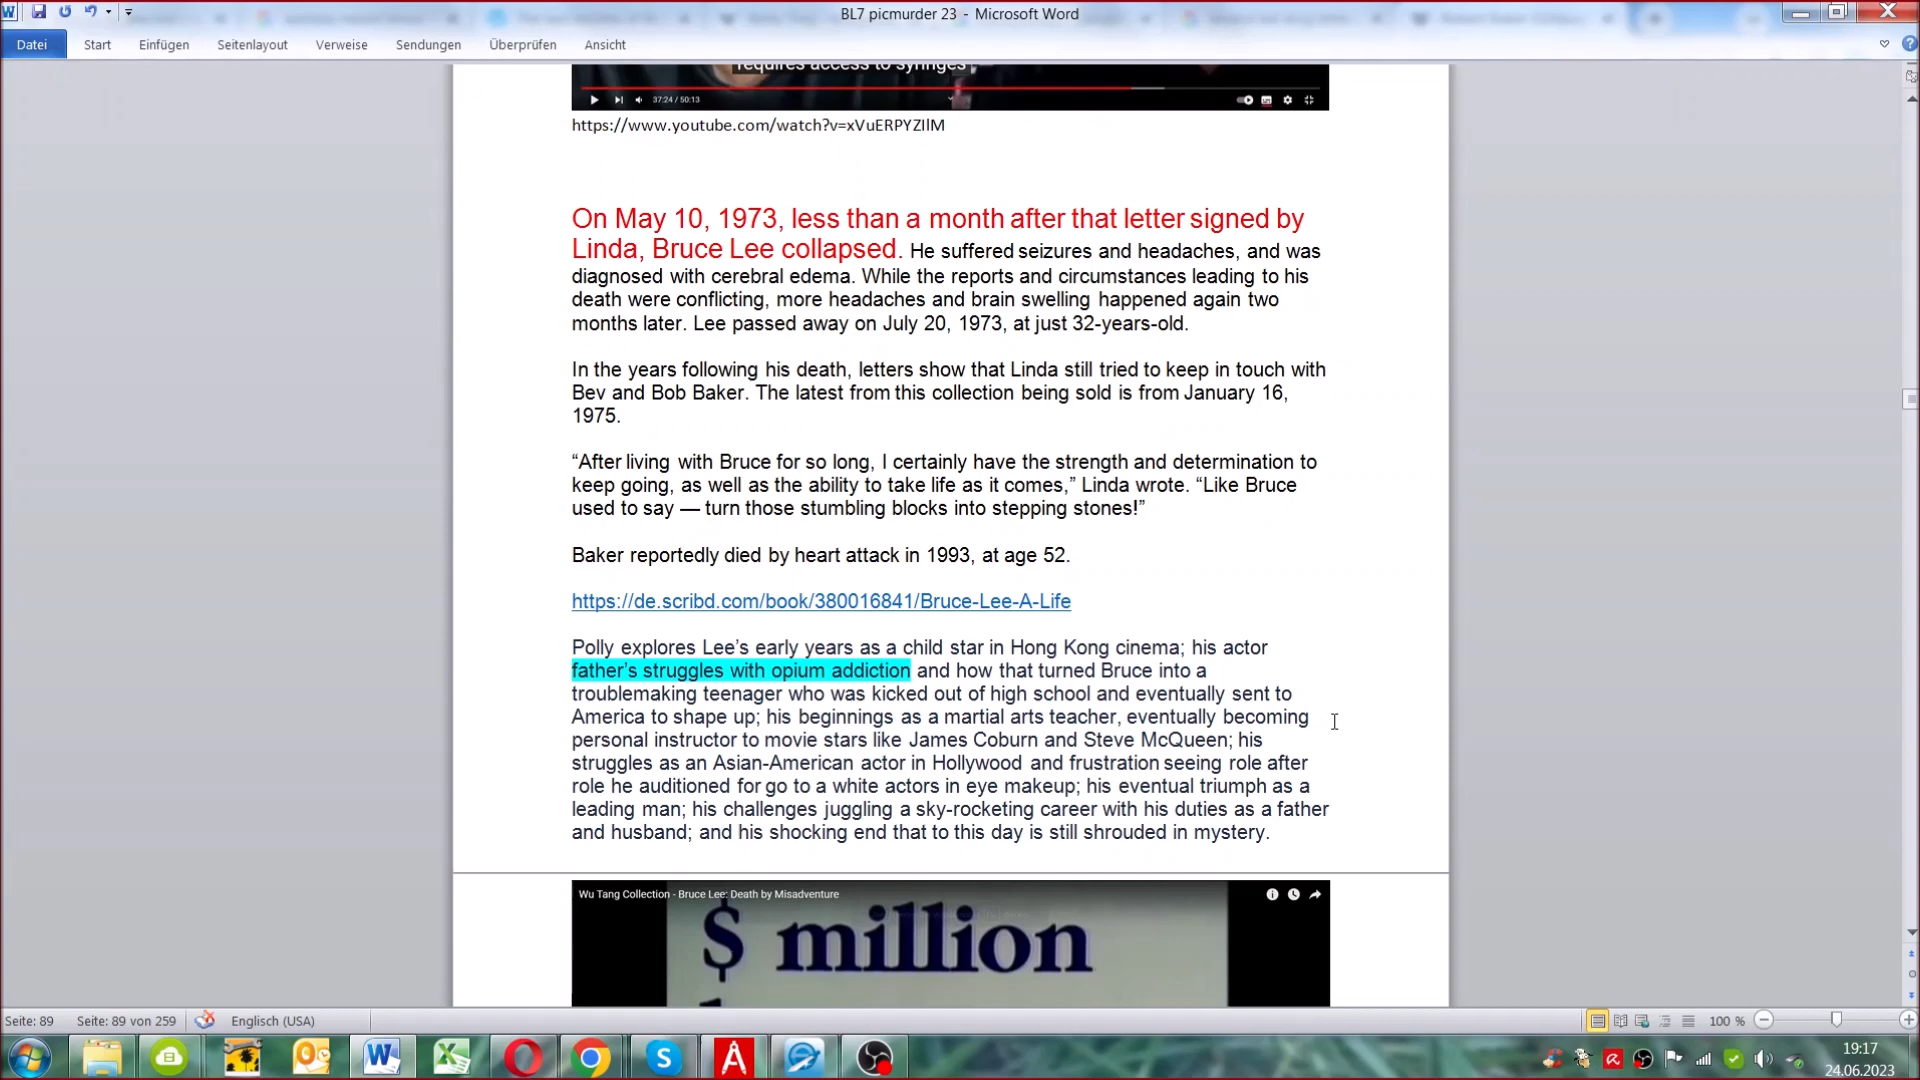 BL7 picmurder 23 - Microsoft Word
Datei Start Einfügen Seitenlayout Verweise Sendungen Überprüfen Ansicht
requires access to syringes
37:24 / 50:13
https://www.youtube.com/watch?v=xVuERPYZIlM
On May 10, 1973, less than a month after that letter signed by
Linda, Bruce Lee collapsed. He suffered seizures and headaches, and was
diagnosed with cerebral edema. While the reports and circumstances leading to his
death were conflicting, more headaches and brain swelling happened again two
months later. Lee passed away on July 20, 1973, at just 32-years-old.
In the years following his death, letters show that Linda still tried to keep in touch with
Bev and Bob Baker. The latest from this collection being sold is from January 16,
1975.
“After living with Bruce for so long, I certainly have the strength and determination to
keep going, as well as the ability to take life as it comes,” Linda wrote. “Like Bruce
used to say — turn those stumbling blocks into stepping stones!”
Baker reportedly died by heart attack in 1993, at age 52.
https://de.scribd.com/book/380016841/Bruce-Lee-A-Life
Polly explores Lee’s early years as a child star in Hong Kong cinema; his actor
father’s struggles with opium addiction and how that turned Bruce into a
troublemaking teenager who was kicked out of high school and eventually sent to
America to shape up; his beginnings as a martial arts teacher, eventually becoming
personal instructor to movie stars like James Coburn and Steve McQueen; his
struggles as an Asian-American actor in Hollywood and frustration seeing role after
role he auditioned for go to a white actors in eye makeup; his eventual triumph as a
leading man; his challenges juggling a sky-rocketing career with his duties as a father
and husband; and his shocking end that to this day is still shrouded in mystery.
Wu Tang Collection - Bruce Lee: Death by Misadventure
$ million
Seite: 89 Seite: 89 von 259 Englisch (USA) 100 %
19:17
24.06.2023